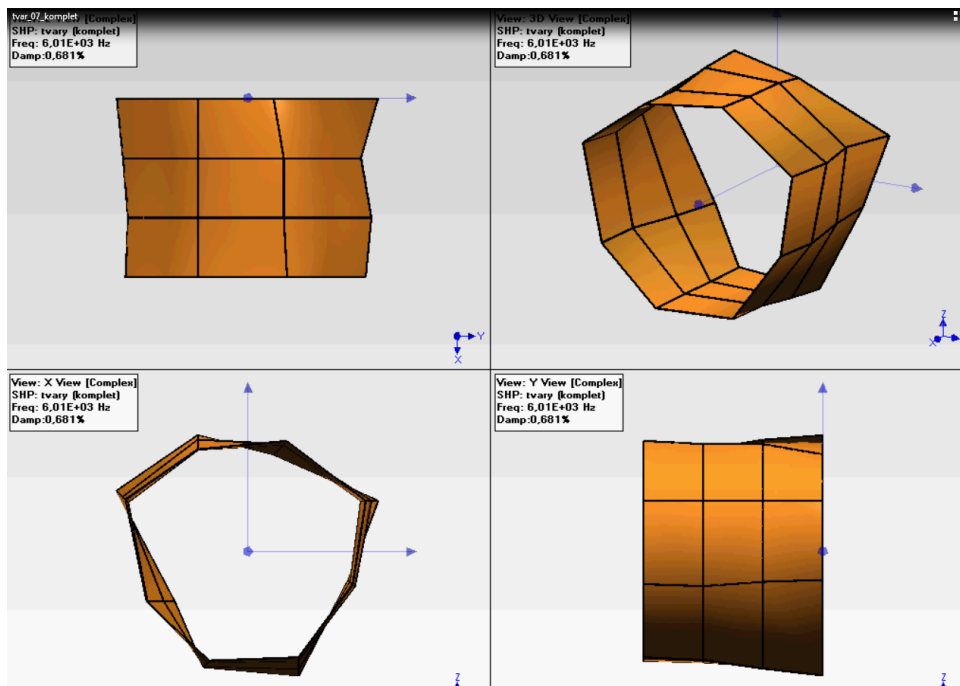 tvar_07_komplet
View [Complex]
SHP: tvary (komplet)
Freq: 6,01E+03 Hz
Damp:0,681%
View: 3D View [Complex]
SHP: tvary (komplet)
Freq: 6,01E+03 Hz
Damp:0,681%
Y
X
Z
X
View: X View [Complex]
SHP: tvary (komplet)
Freq: 6,01E+03 Hz
Damp:0,681%
View: Y View [Complex]
SHP: tvary (komplet)
Freq: 6,01E+03 Hz
Damp:0,681%
Z
Z